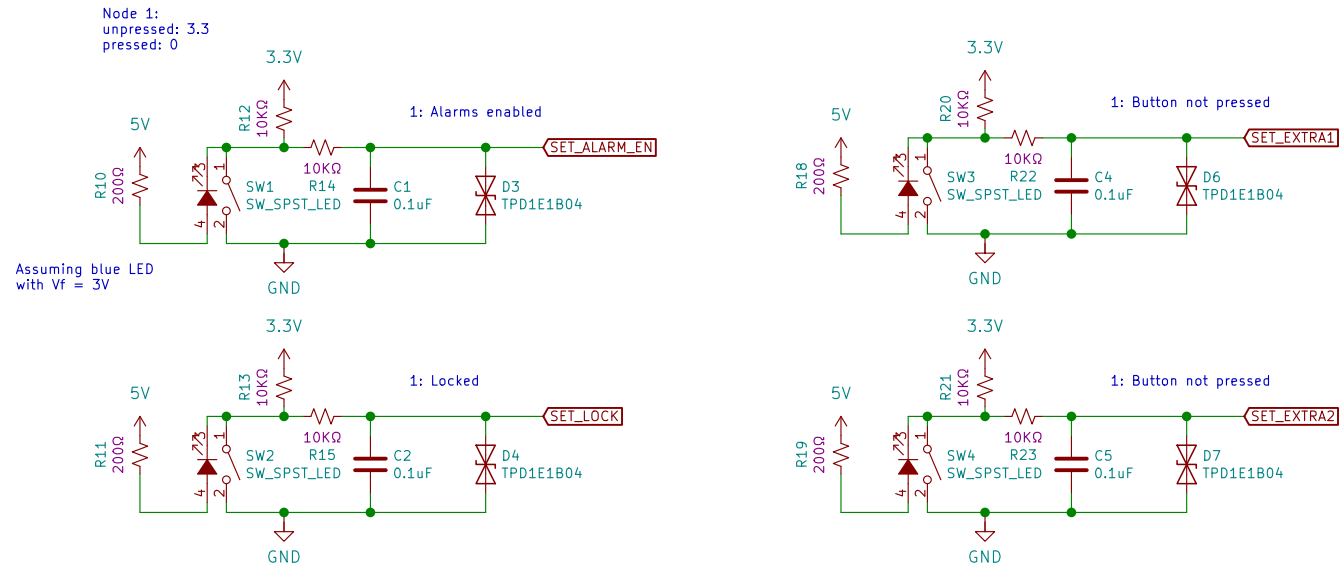 Node 1:
unpressed: 3.3
pressed: 0
3.3V
R12
10KΩ
1: Alarms enabled
5V
SET_ALARM_EN
R10
200Ω
3
1
4
2
SW1
SW_SPST_LED
10KΩ
R14
C1
0.1uF
D3
TPD1E1B04
GND
Assuming blue LED
with Vf = 3V
3.3V
R20
10KΩ
1: Button not pressed
5V
SET_EXTRA1
R18
200Ω
3
1
4
2
SW3
SW_SPST_LED
10KΩ
R22
C4
0.1uF
D6
TPD1E1B04
GND
3.3V
R13
10KΩ
1: Locked
5V
SET_LOCK
R11
200Ω
3
1
4
2
SW2
SW_SPST_LED
10KΩ
R15
C2
0.1uF
D4
TPD1E1B04
GND
3.3V
R21
10KΩ
1: Button not pressed
5V
SET_EXTRA2
R19
200Ω
3
1
4
2
SW4
SW_SPST_LED
10KΩ
R23
C5
0.1uF
D7
TPD1E1B04
GND